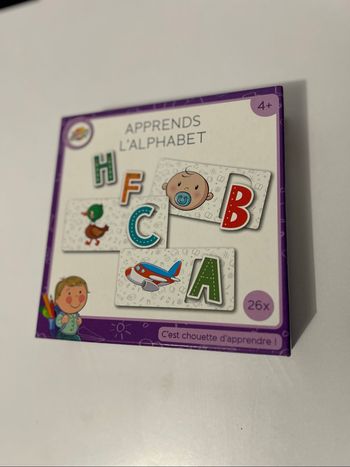 4+
APPRENDS
L'ALPHABET
H
F
B
C
A
26x
C'est chouette d'apprendre !